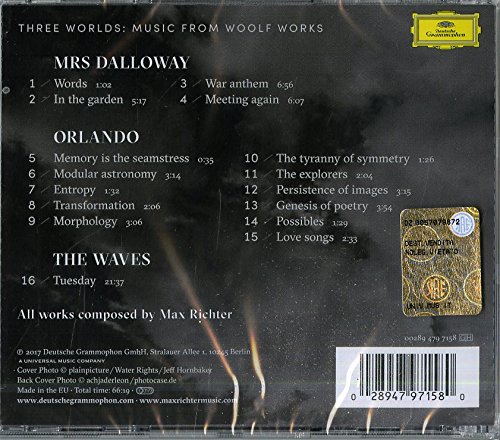 THREE WORLDS: MUSIC FROM WOOLF WORKS
Deutsche
Grammophon
MRS DALLOWAY
1 Words 1:02
2 In the garden 5:17
3 War anthem 6:56
4 Meeting again 6:07
ORLANDO
5 Memory is the seamstress 0:35
6 Modular astronomy 3:14
7 Entropy 1:32
8 Transformation 2:06
9 Morphology 3:06
10 The tyranny of symmetry 1:26
11 The explorers 2:04
12 Persistence of images 3:15
13 Genesis of poetry 3:54
14 Possibles 1:29
15 Love songs 2:33
THE WAVES
16 Tuesday 21:37
All works composed by Max Richter
℗ 2017 Deutsche Grammophon GmbH, Stralauer Allee 1, 10245 Berlin
A UNIVERSAL MUSIC COMPANY
Cover Photo © plainpicture/Water Rights/Jeff Hornbaker
Back Cover Photo © achjaderleon/photocase.de
Made in the EU · Total time: 66:19
www.deutschegrammophon.com · www.maxrichtermusic.com
00289 479 7158 GH
0 28947 97158 0
SIAE